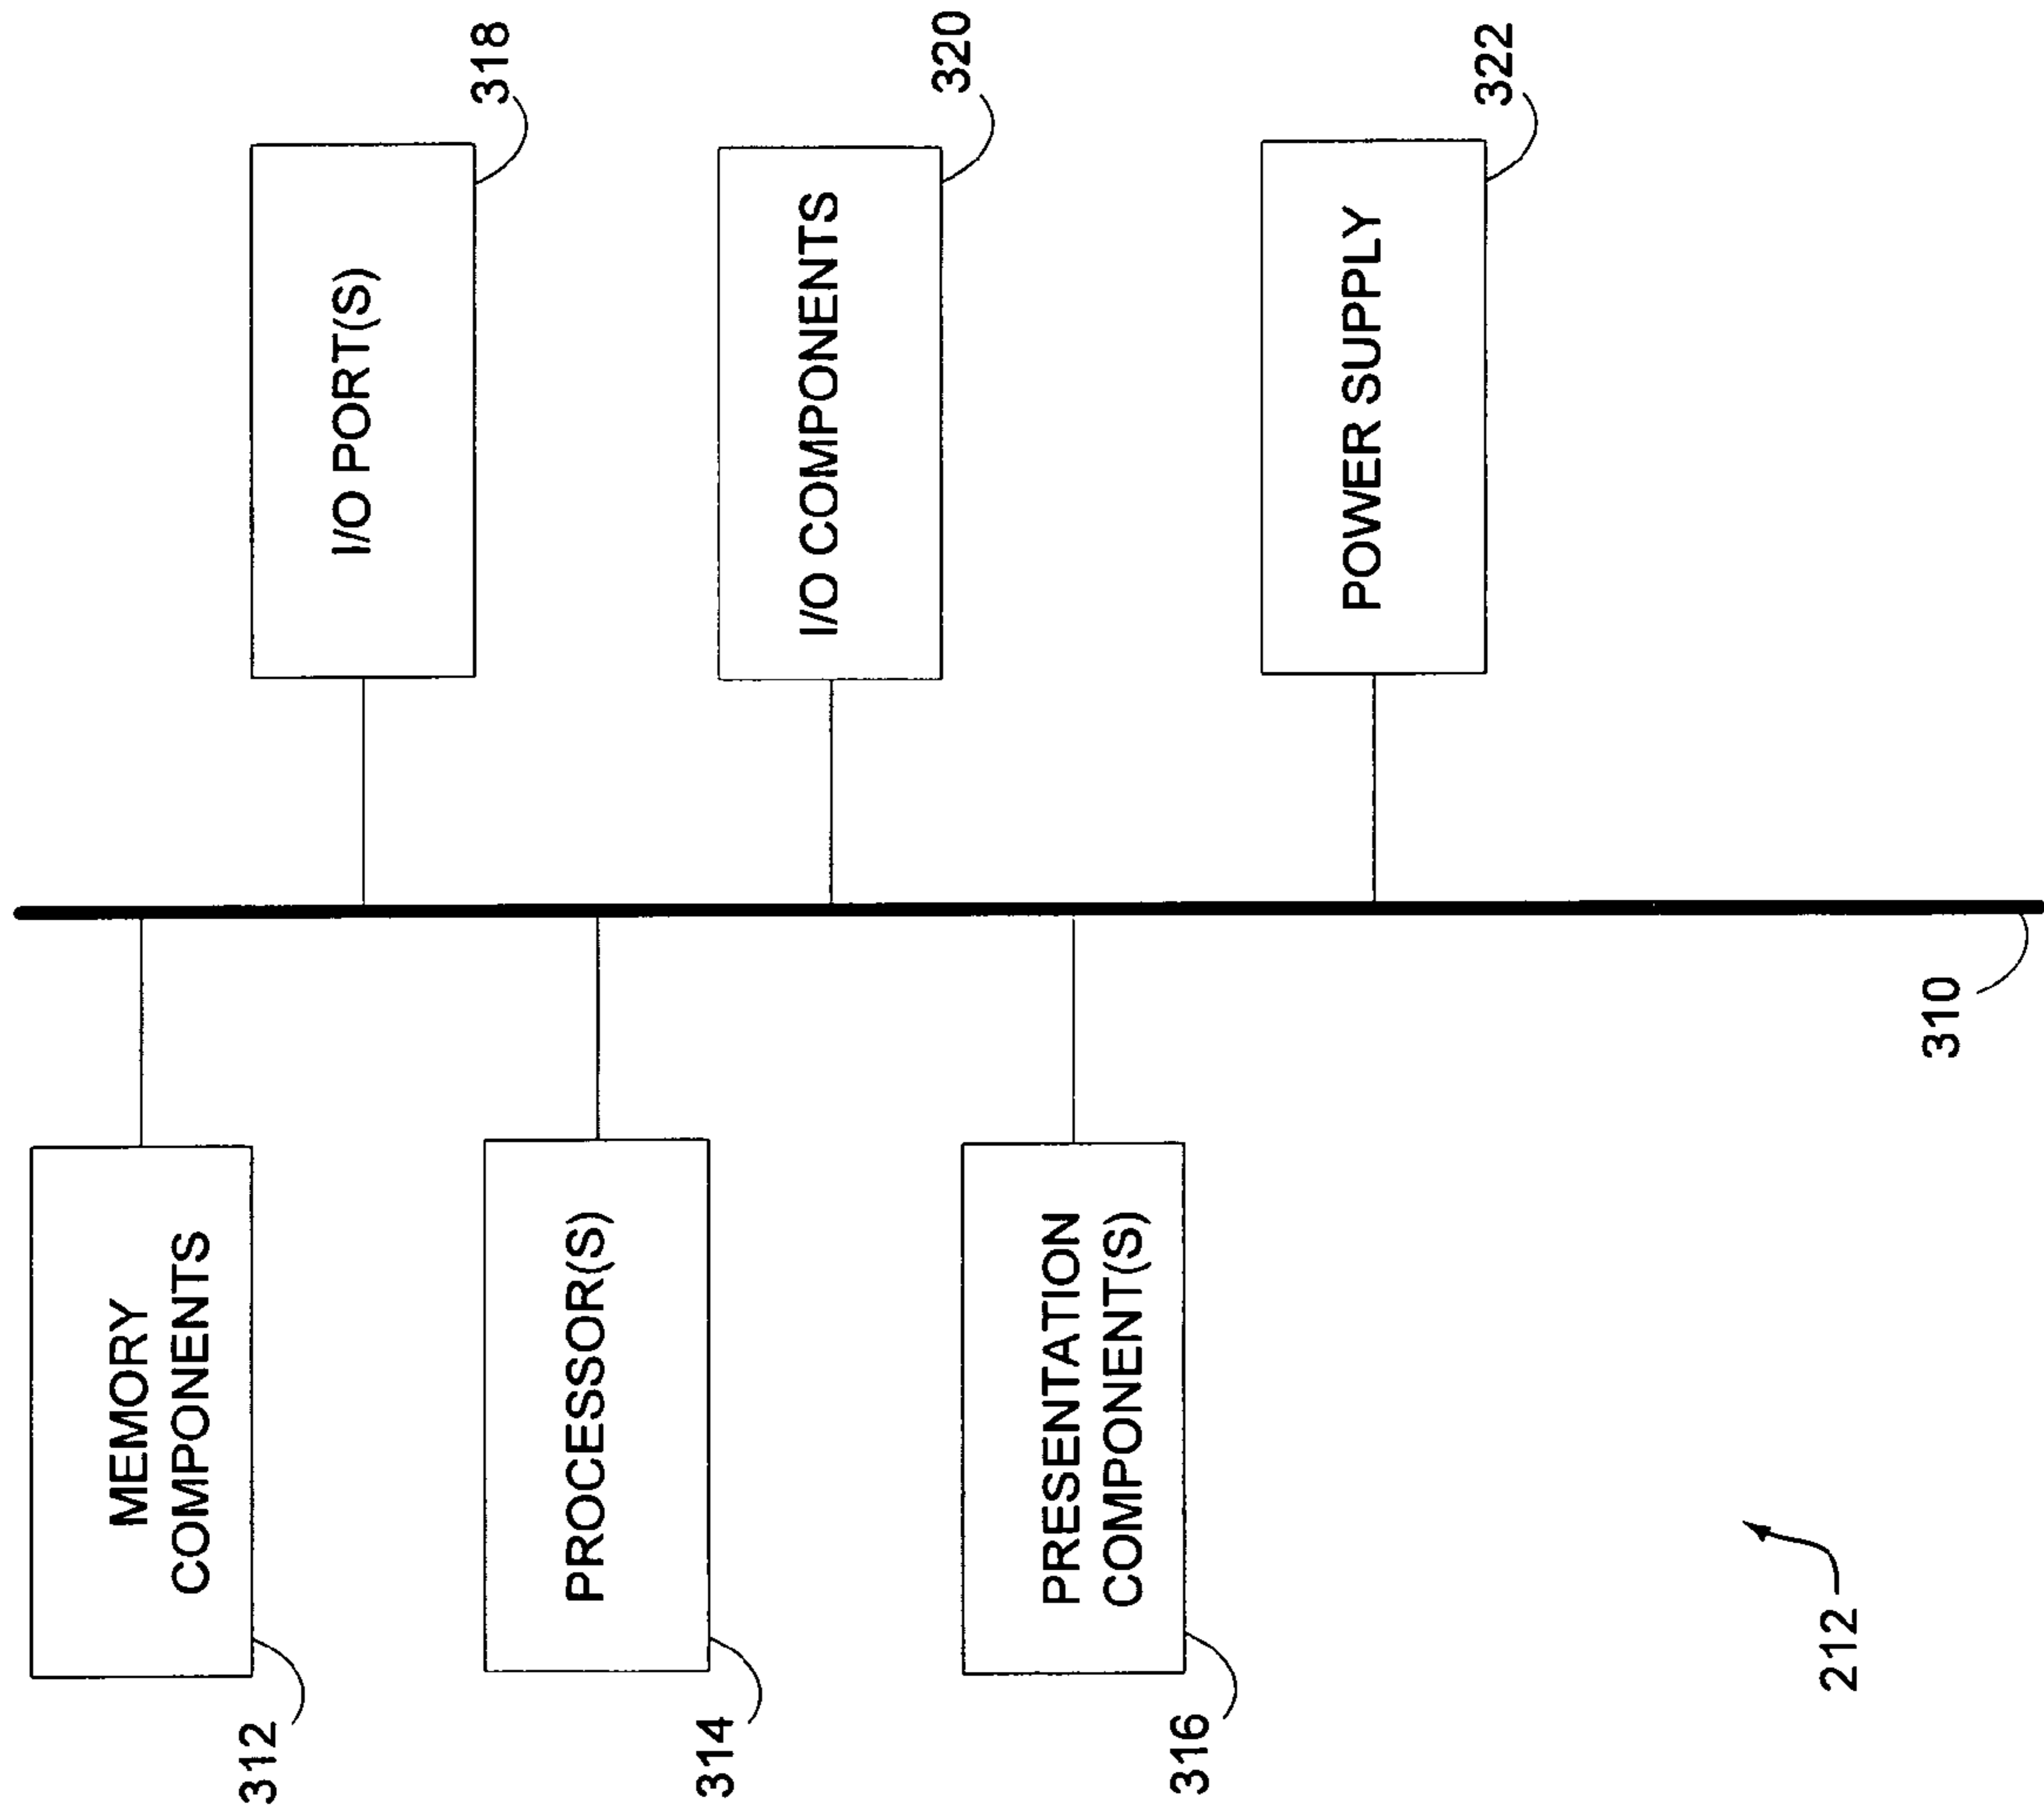 MEMORY
COMPONENTS
312
PROCESSOR(S)
314
PRESENTATION
COMPONENT(S)
316
212
I/O PORT(S)
318
I/O COMPONENTS
320
POWER SUPPLY
322
310